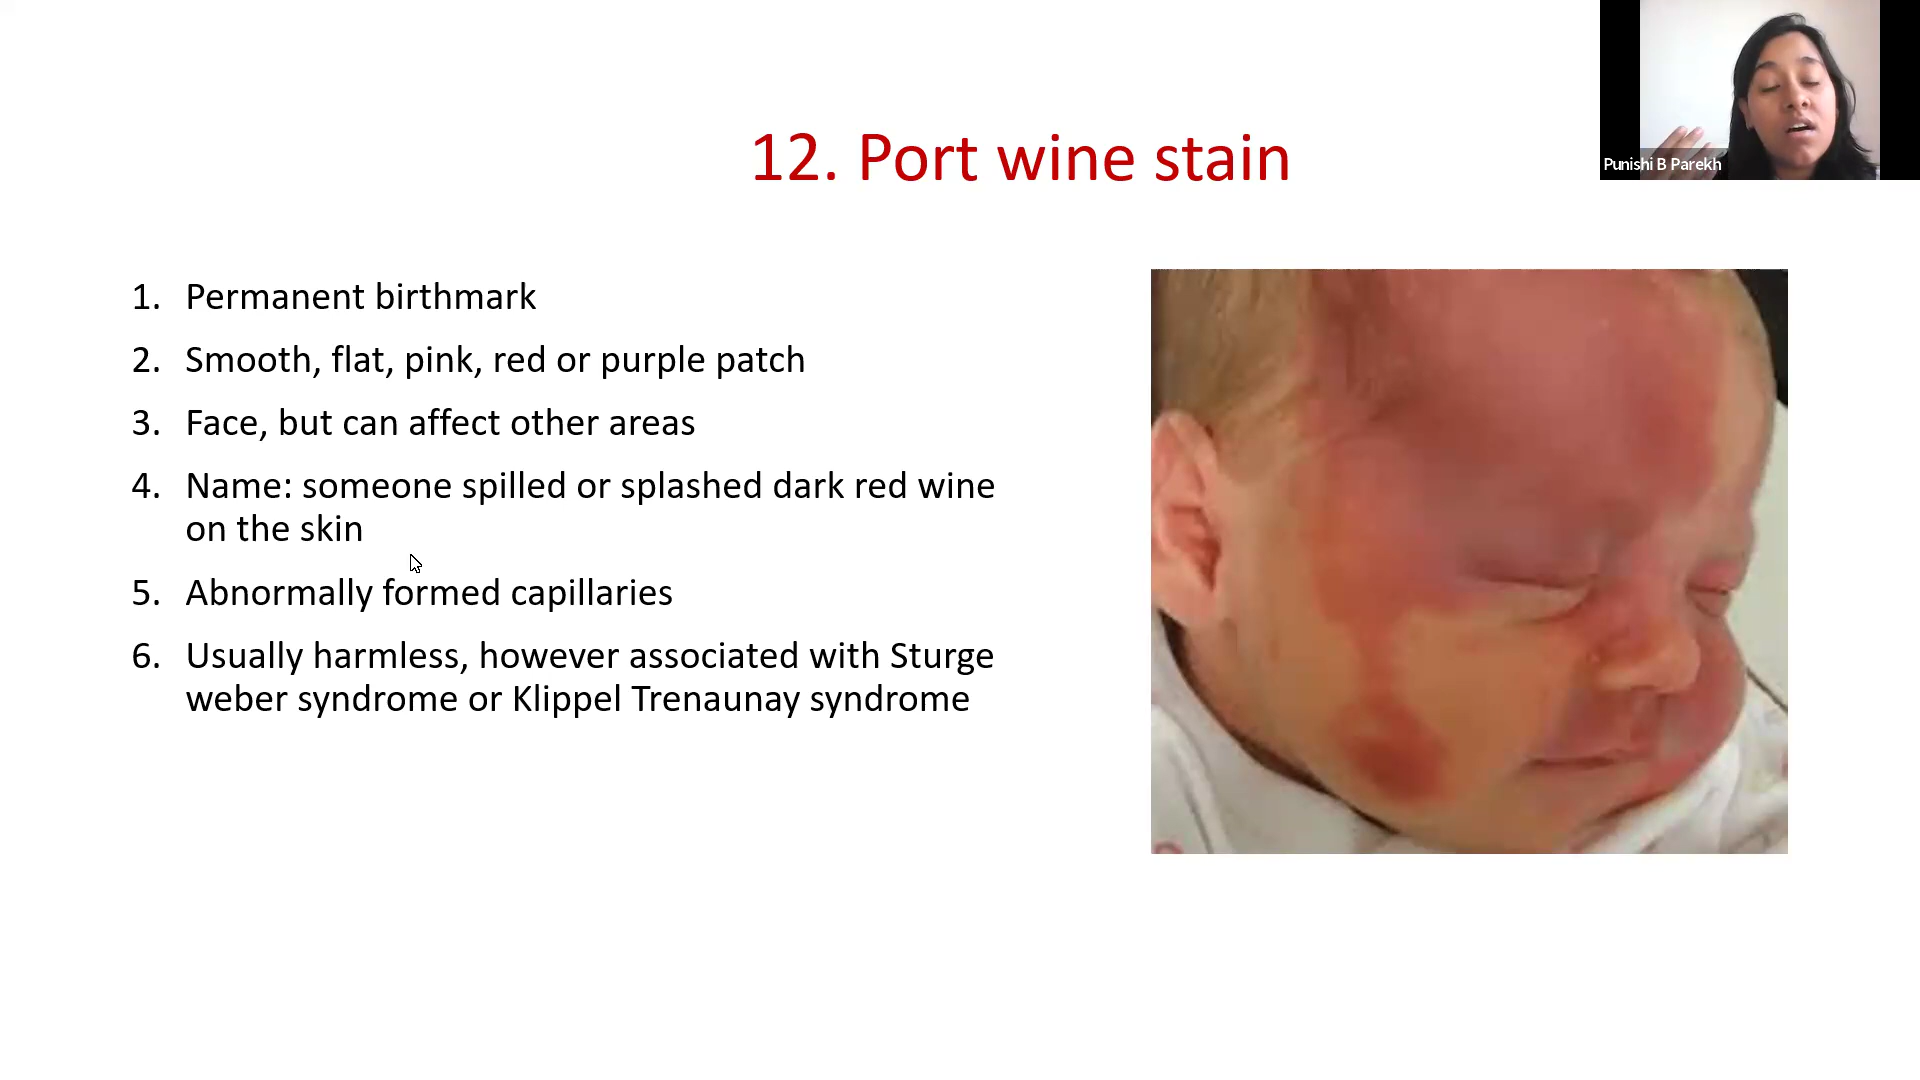 12. Port wine stain
Punishi B Parekh
1. Permanent birthmark
2. Smooth, flat, pink, red or purple patch
3. Face, but can affect other areas
4. Name: someone spilled or splashed dark red wine
on the skin
5. Abnormally formed capillaries
6. Usually harmless, however associated with Sturge
weber syndrome or Klippel Trenaunay syndrome